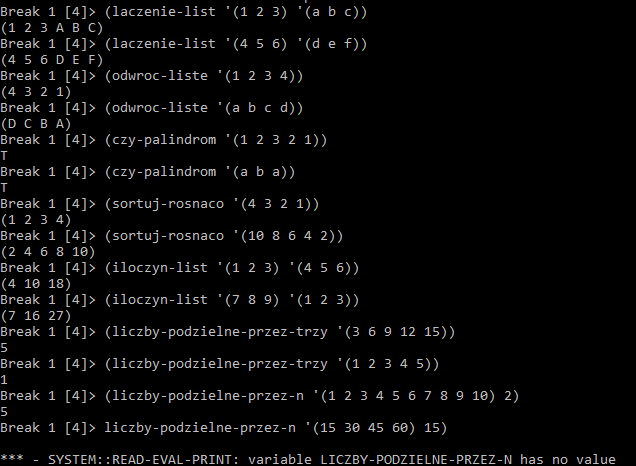 Break 1 [4]> (laczenie-list '(1 2 3) '(a b c))
(1 2 3 A B C)
Break 1 [4]> (laczenie-list '(4 5 6) '(d e f))
(4 5 6 D E F)
Break 1 [4]> (odwroc-liste '(1 2 3 4))
(4 3 2 1)
Break 1 [4]> (odwroc-liste '(a b c d))
(D C B A)
Break 1 [4]> (czy-palindrom '(1 2 3 2 1))
T
Break 1 [4]> (czy-palindrom '(a b a))
T
Break 1 [4]> (sortuj-rosnaco '(4 3 2 1))
(1 2 3 4)
Break 1 [4]> (sortuj-rosnaco '(10 8 6 4 2))
(2 4 6 8 10)
Break 1 [4]> (iloczyn-list '(1 2 3) '(4 5 6))
(4 10 18)
Break 1 [4]> (iloczyn-list '(7 8 9) '(1 2 3))
(7 16 27)
Break 1 [4]> (liczby-podzielne-przez-trzy '(3 6 9 12 15))
5
Break 1 [4]> (liczby-podzielne-przez-trzy '(1 2 3 4 5))
1
Break 1 [4]> (liczby-podzielne-przez-n '(1 2 3 4 5 6 7 8 9 10) 2)
5
Break 1 [4]> liczby-podzielne-przez-n '(15 30 45 60) 15)
*** - SYSTEM::READ-EVAL-PRINT: variable LICZBY-PODZIELNE-PRZEZ-N has no value